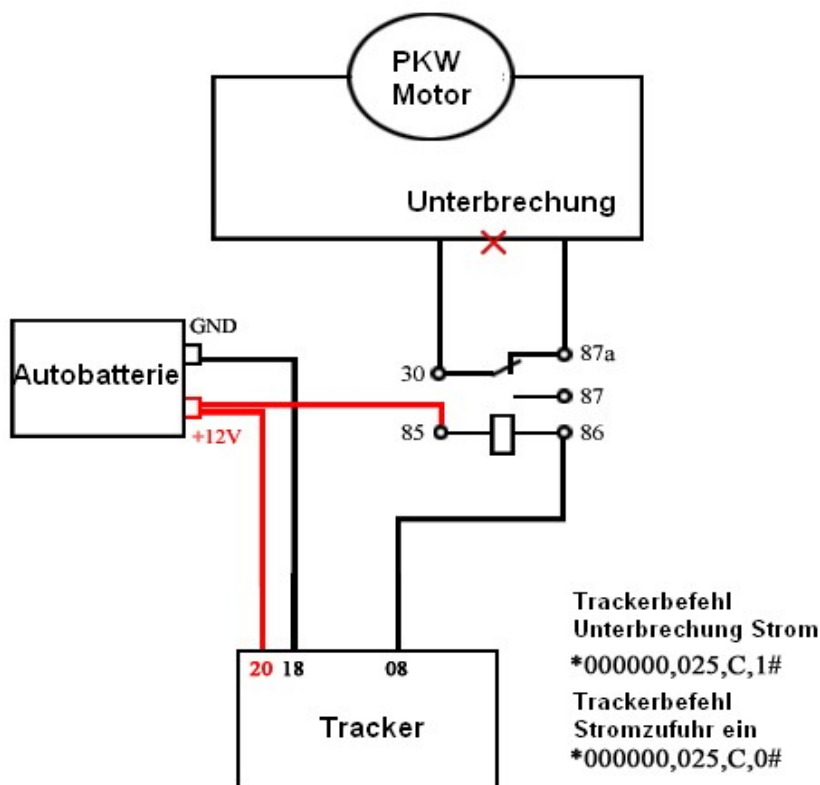 PKW
Motor
Unterbrechung
GND
Autobatterie
+12V
30
87a
87
85
86
20 18 08
Tracker
Trackerbefehl
Unterbrechung Strom
*000000,025,C,1#
Trackerbefehl
Stromzufuhr ein
*000000,025,C,0#